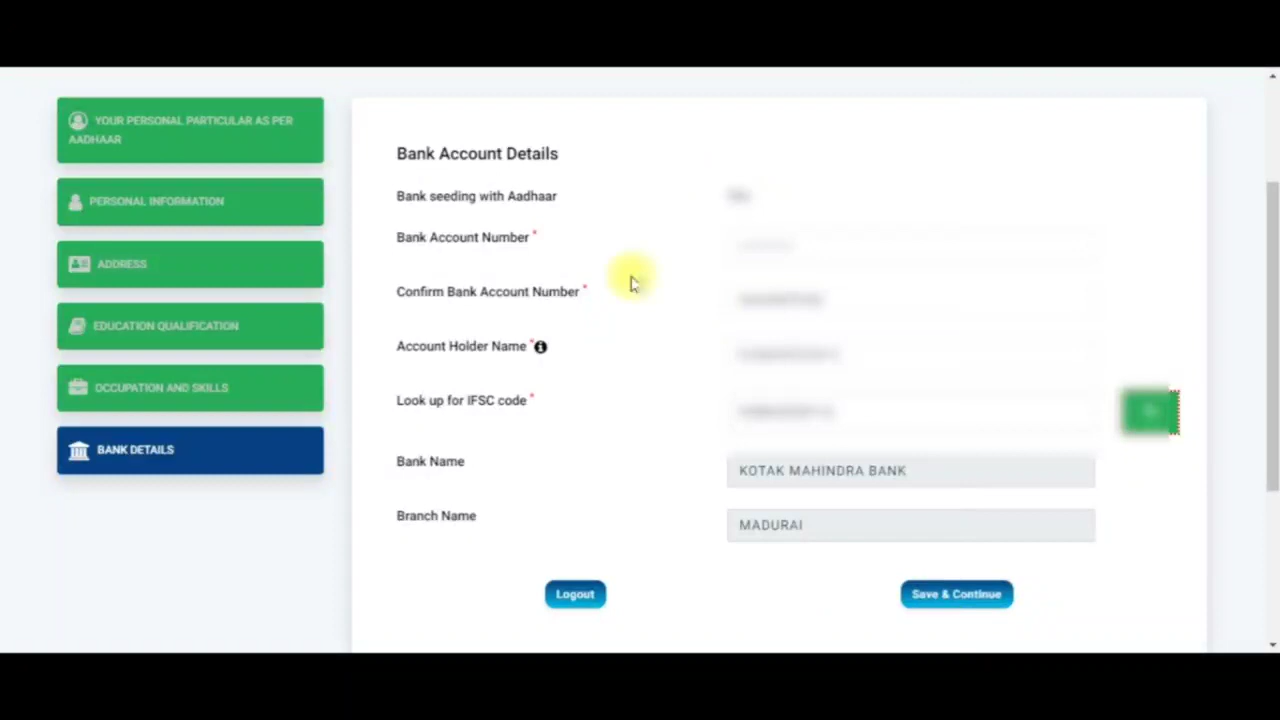 YOUR PERSONAL PARTICULAR AS PER
AADHAAR
PERSONAL INFORMATION
ADDRESS
EDUCATION QUALIFICATION
OCCUPATION AND SKILLS
BANK DETAILS
Bank Account Details
Bank seeding with Aadhaar
Bank Account Number *
Confirm Bank Account Number *
Account Holder Name *
Look up for IFSC code *
Bank Name KOTAK MAHINDRA BANK
Branch Name MADURAI
Logout Save & Continue